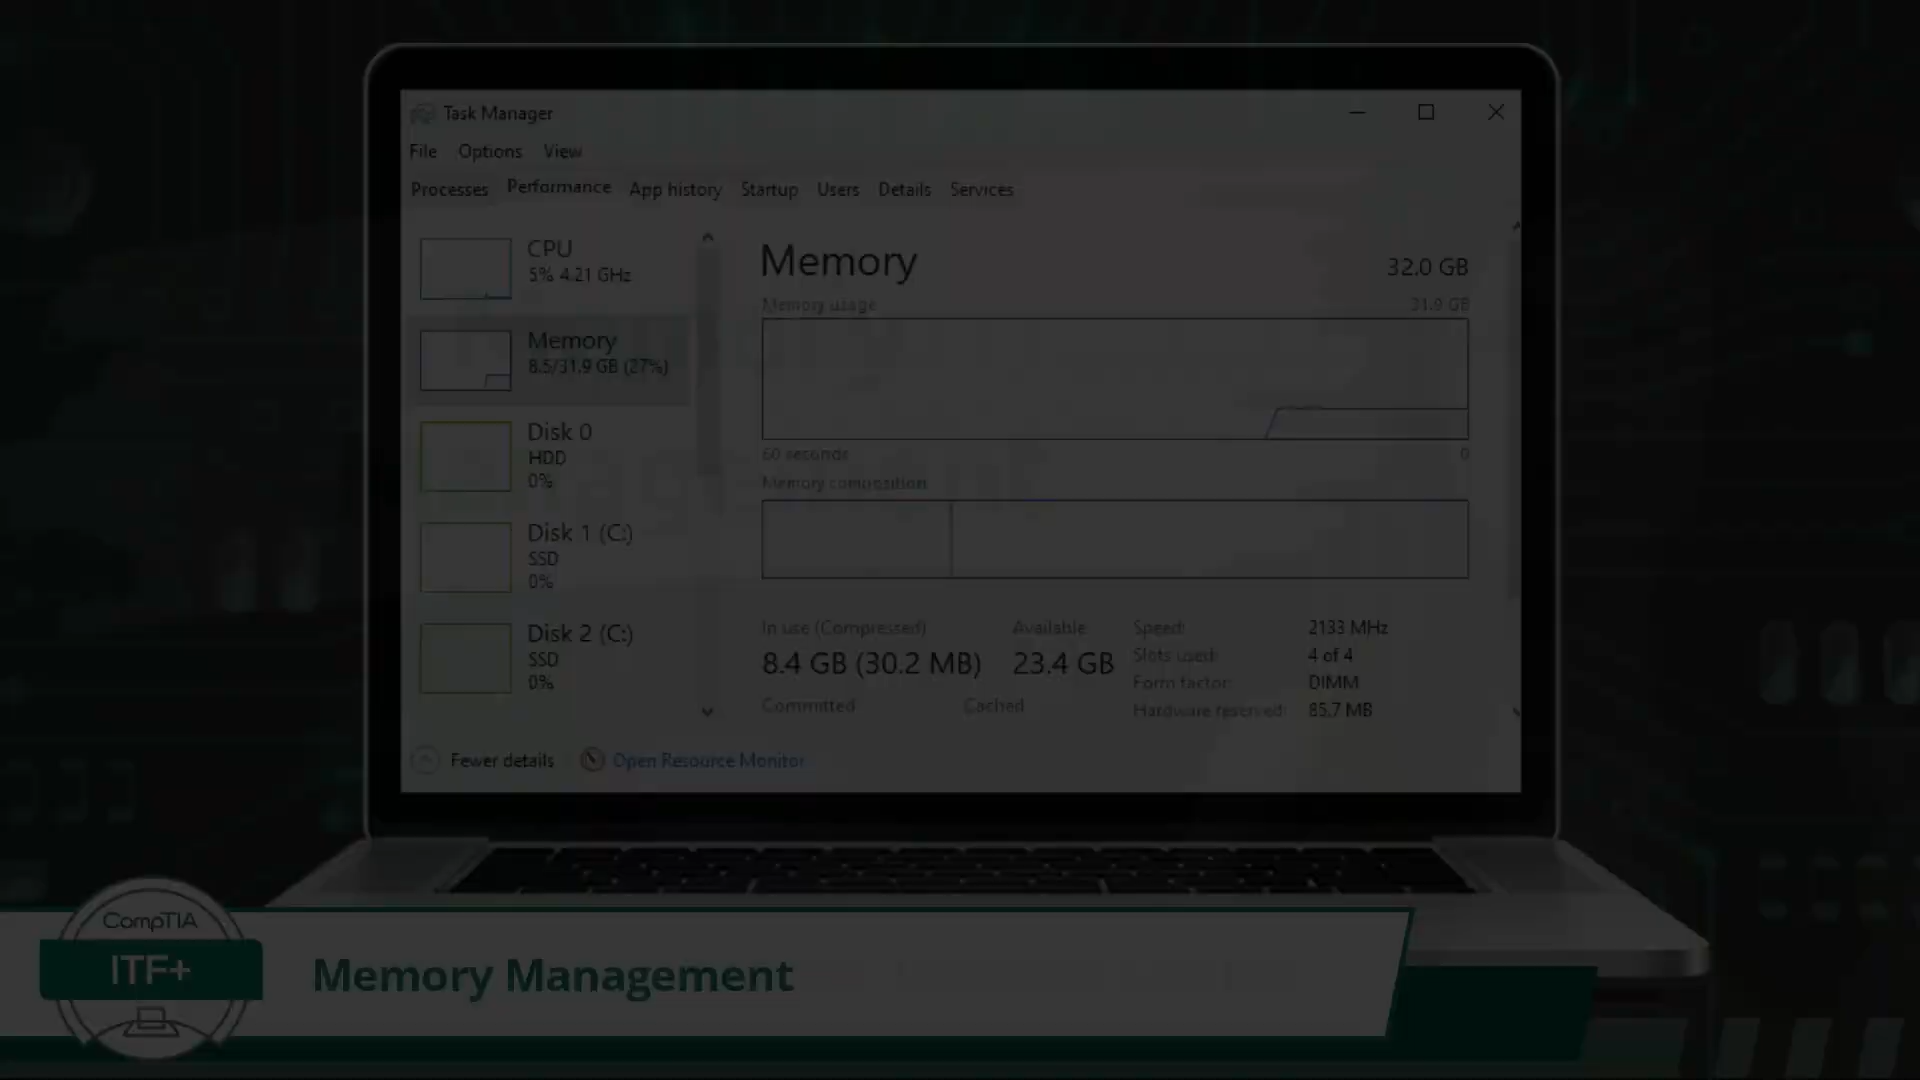 Task Manager
File Options View
Processes Performance App history Startup Users Details Services
CPU
5% 4.21 GHz
Memory
8.5/31.9 GB (27%)
Disk 0
HDD
0%
Disk 1 (C:)
SSD
0%
Disk 2 (C:)
SSD
0%
Memory 32.0 GB
Memory usage 31.9 GB
60 seconds 0
Memory composition
In use (Compressed) Available
8.4 GB (30.2 MB) 23.4 GB
Committed Cached
Speed: 2133 MHz
Slots used: 4 of 4
Form factor: DIMM
Hardware reserved: 85.7 MB
Fewer details Open Resource Monitor
CompTIA
ITF+
Memory Management